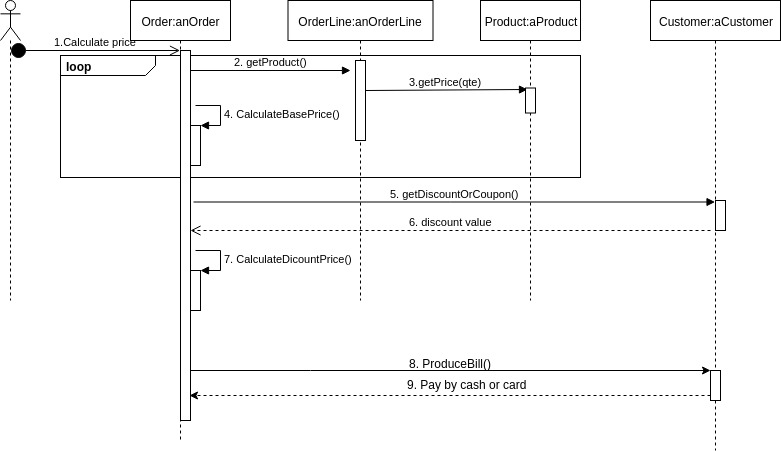 Order:anOrder
OrderLine:anOrderLine
Product:aProduct
Customer:aCustomer
1.Calculate price
loop
2. getProduct()
3.getPrice(qte)
4. CalculateBasePrice()
5. getDiscountOrCoupon()
6. discount value
7. CalculateDicountPrice()
8. ProduceBill()
9. Pay by cash or card